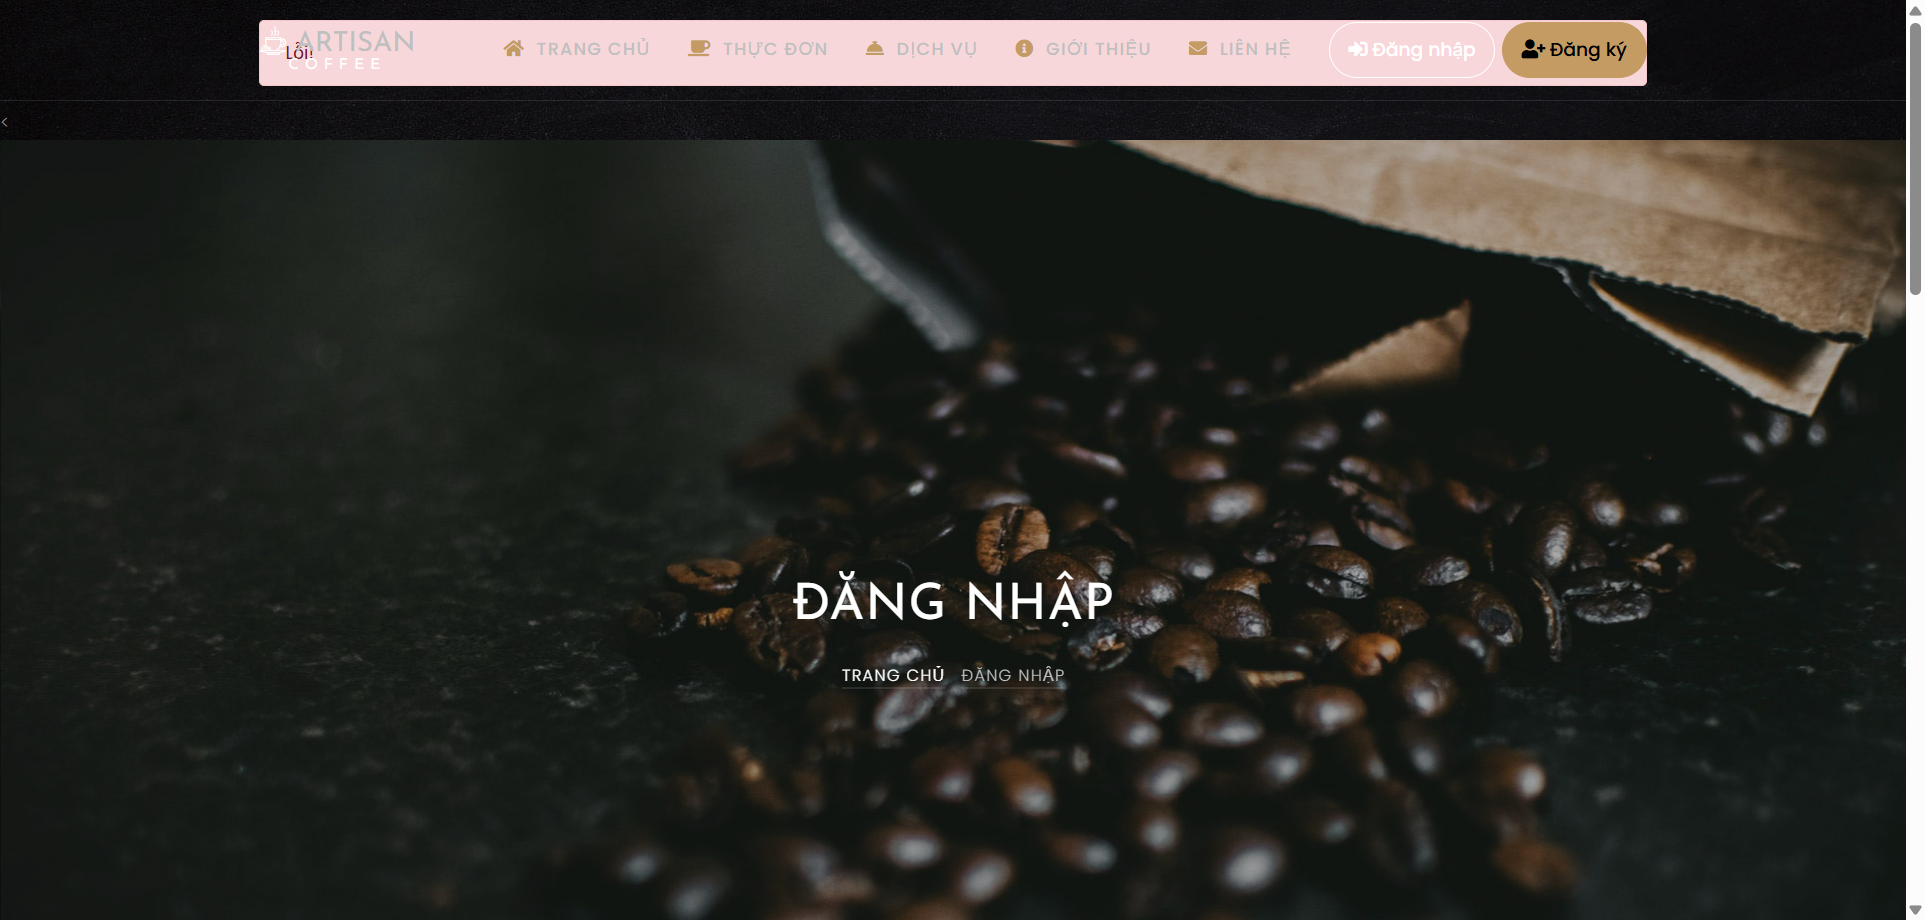 ARTISAN
Lỗi!
COFFEE
TRANG CHỦ
THỰC ĐƠN
DỊCH VỤ
GIỚI THIỆU
LIÊN HỆ
Đăng nhập
Đăng ký
<
ĐĂNG NHẬP
TRANG CHỦ ĐĂNG NHẬP